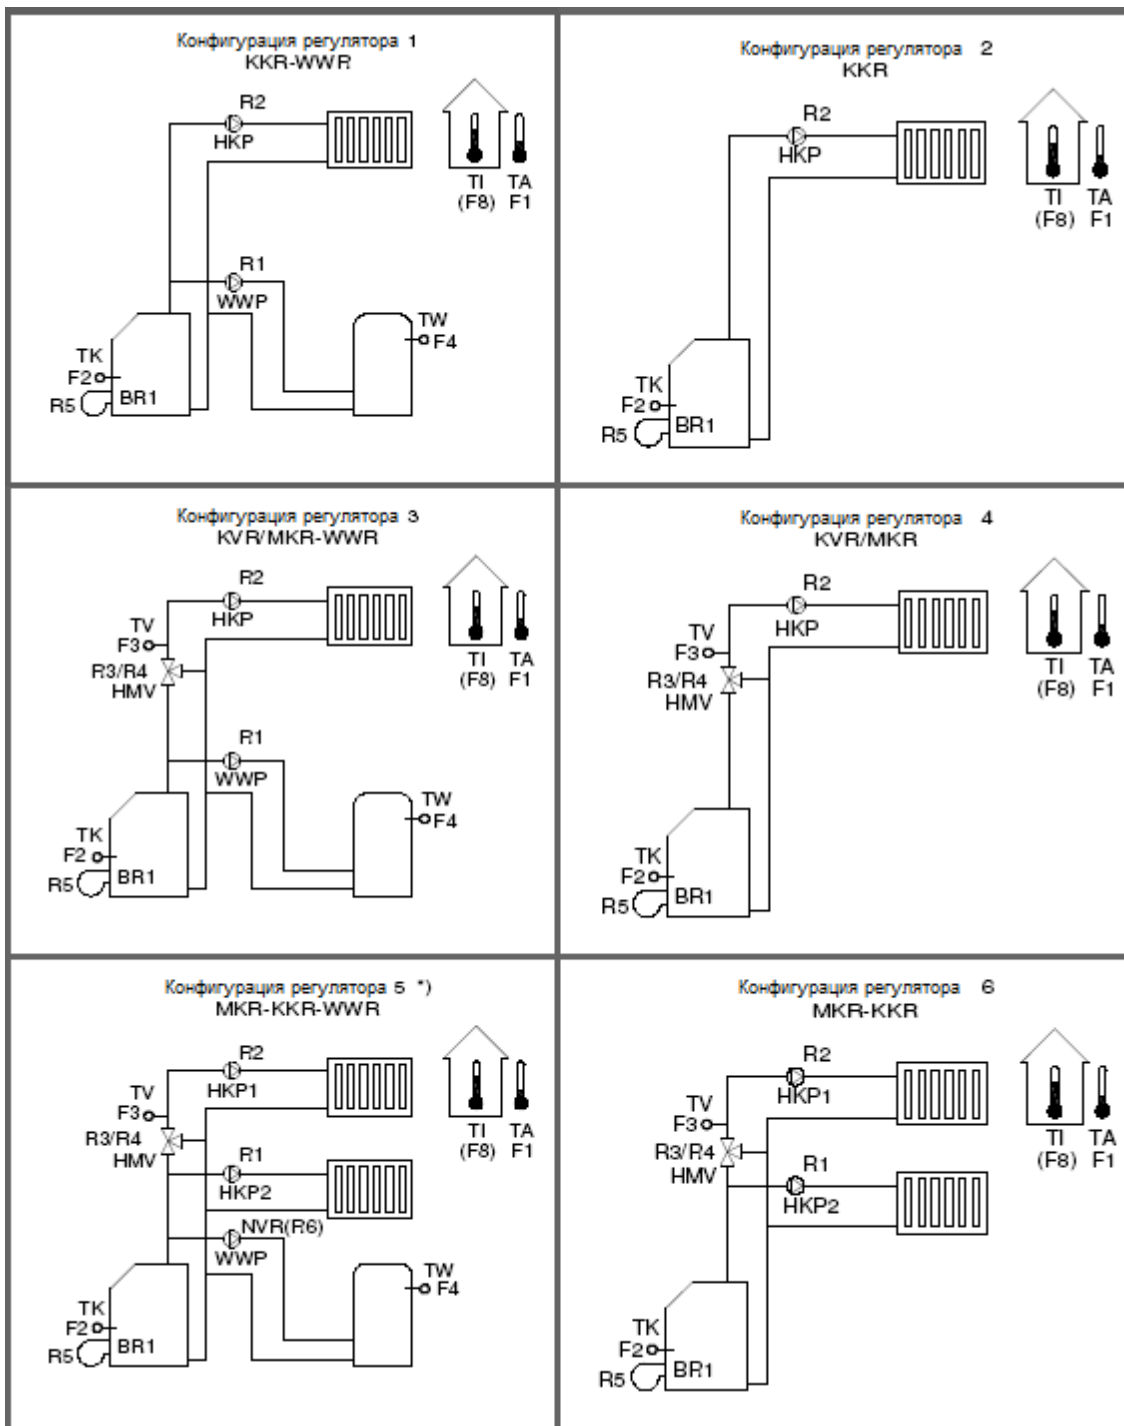 Конфигурация регулятора 1
KKR-WWR
R2
HKP
TI
(F8)
TA
F1
R1
WWP
TW
F4
TK
F2
BR1
R5
Конфигурация регулятора 2
KKR
R2
HKP
TI
(F8)
TA
F1
TK
F2
BR1
R5
Конфигурация регулятора 3
KVR/MKR-WWR
R2
HKP
TV
F3
R3/R4
HMV
TI
(F8)
TA
F1
R1
WWP
TW
F4
TK
F2
BR1
R5
Конфигурация регулятора 4
KVR/MKR
R2
HKP
TV
F3
R3/R4
HMV
TI
(F8)
TA
F1
TK
F2
BR1
R5
Конфигурация регулятора 5 *)
MKR-KKR-WWR
R2
HKP1
TV
F3
R3/R4
HMV
TI
(F8)
TA
F1
R1
HKP2
NVR(R6)
WWP
TW
F4
TK
F2
BR1
R5
Конфигурация регулятора 6
MKR-KKR
R2
HKP1
TV
F3
R3/R4
HMV
TI
(F8)
TA
F1
R1
HKP2
TK
F2
BR1
R5